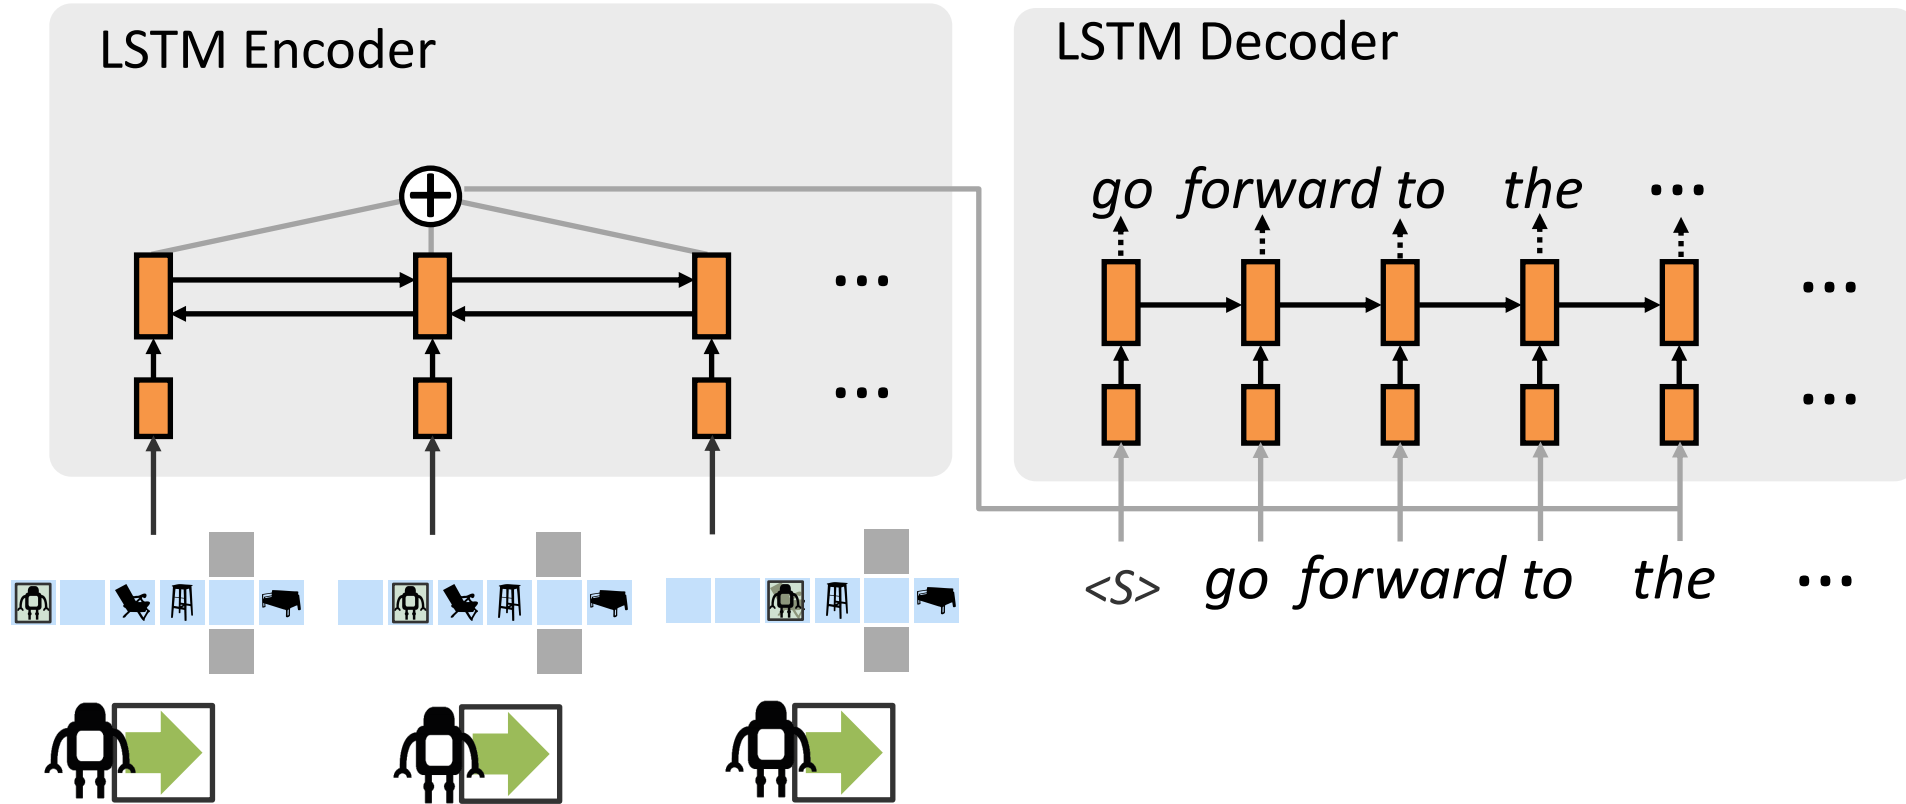 LSTM Encoder
LSTM Decoder
go forward to the ...
...
...
...
...
<S> go forward to the ...